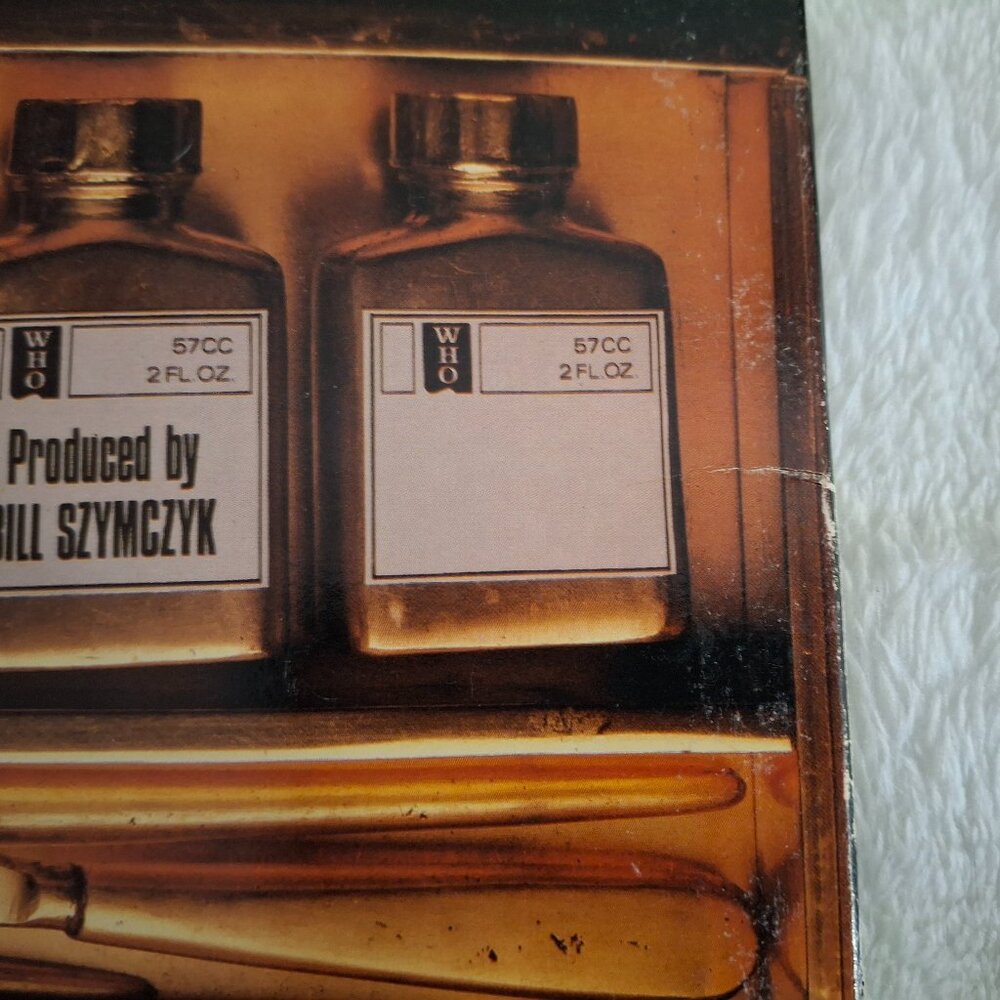 WHO
57CC
2 FL.OZ.
Produced by
BILL SZYMCZYK
WHO
57CC
2 FL.OZ.